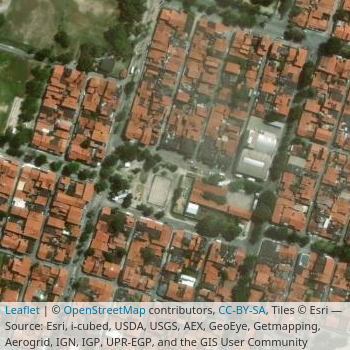 Leaflet | © OpenStreetMap contributors, CC-BY-SA, Tiles © Esri —
Source: Esri, i-cubed, USDA, USGS, AEX, GeoEye, Getmapping,
Aerogrid, IGN, IGP, UPR-EGP, and the GIS User Community